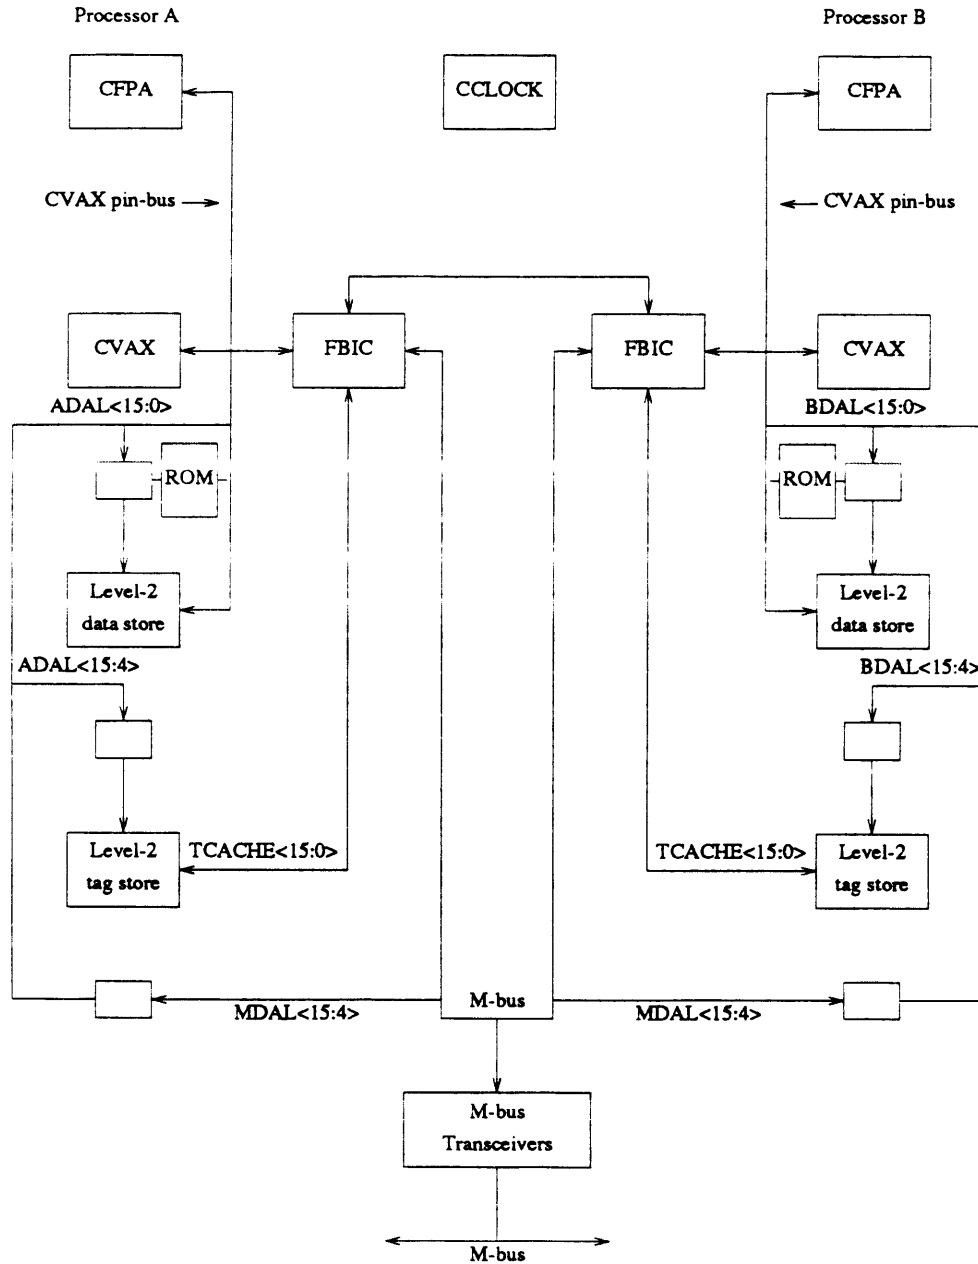 Processor A
Processor B
CFPA
CCLOCK
CFPA
CVAX pin-bus
CVAX pin-bus
CVAX
FBIC
FBIC
CVAX
ADAL<15:0>
BDAL<15:0>
ROM
ROM
Level-2
data store
Level-2
data store
ADAL<15:4>
BDAL<15:4>
Level-2
tag store
TCACHE<15:0>
TCACHE<15:0>
Level-2
tag store
M-bus
MDAL<15:4>
MDAL<15:4>
M-bus
Transceivers
M-bus